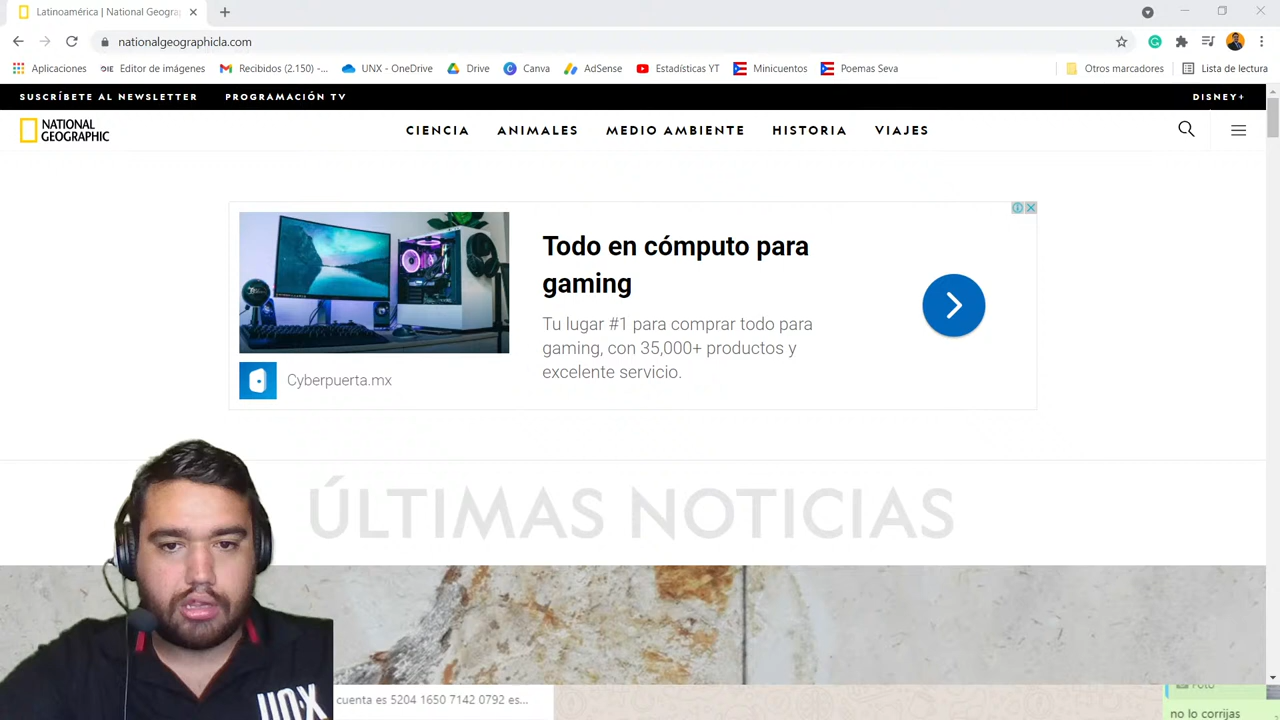 Latinoamérica | National Geogra
nationalgeographicla.com
Aplicaciones
Editor de imágenes
Recibidos (2.150) -...
UNX - OneDrive
Drive
Canva
AdSense
Estadísticas YT
Minicuentos
Poemas Seva
Otros marcadores
Lista de lectura
SUSCRÍBETE AL NEWSLETTER
PROGRAMACIÓN TV
DISNEY+
NATIONAL
GEOGRAPHIC
CIENCIA
ANIMALES
MEDIO AMBIENTE
HISTORIA
VIAJES
Todo en cómputo para
gaming
Tu lugar #1 para comprar todo para
gaming, con 35,000+ productos y
excelente servicio.
Cyberpuerta.mx
ÚLTIMAS NOTICIAS
UNX
cuenta es 5204 1650 7142 0792 es...
Foto
no lo corrijas